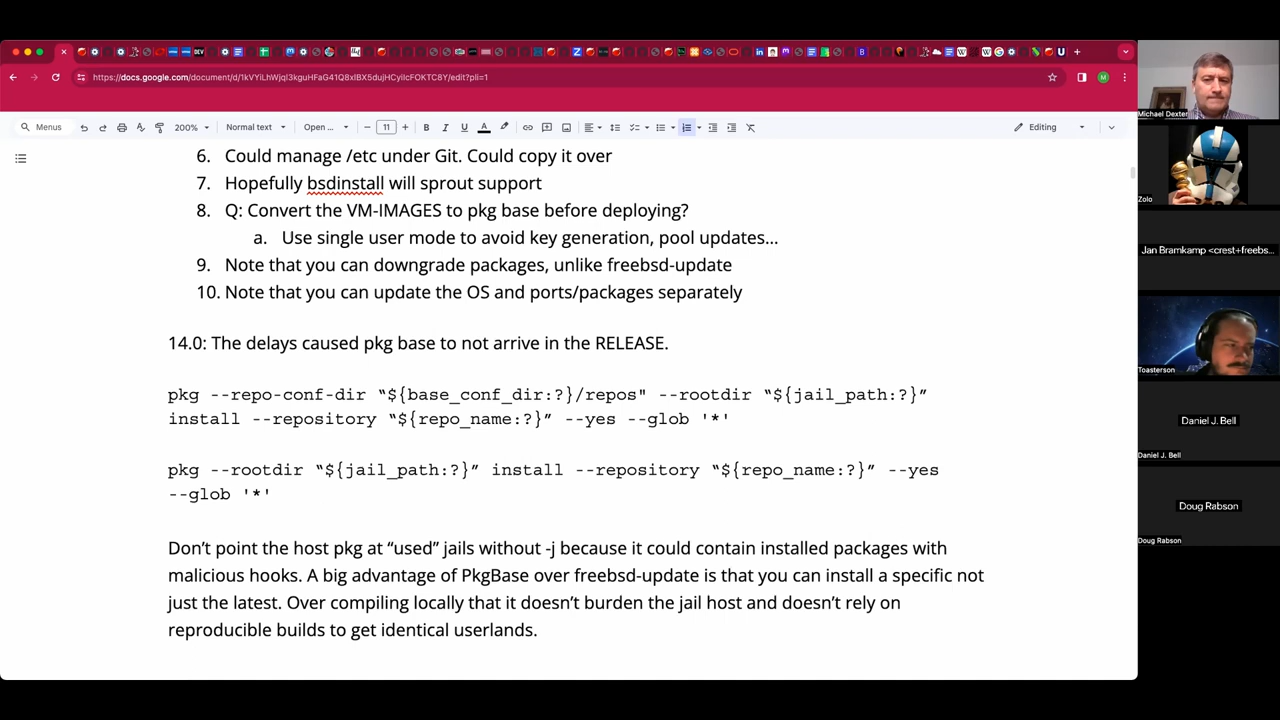 https://docs.google.com/document/d/1kVYiLhWjqI3kguHFaG41Q8xlBX5dujHCyiIcFOKTC8Y/edit?pli=1
Menus
200%
Normal text
Open ...
11
Editing
6. Could manage /etc under Git. Could copy it over
7. Hopefully bsdinstall will sprout support
8. Q: Convert the VM-IMAGES to pkg base before deploying?
a. Use single user mode to avoid key generation, pool updates...
9. Note that you can downgrade packages, unlike freebsd-update
10. Note that you can update the OS and ports/packages separately
14.0: The delays caused pkg base to not arrive in the RELEASE.
pkg --repo-conf-dir “${base_conf_dir:?}/repos" --rootdir “${jail_path:?}”
install --repository “${repo_name:?}” --yes --glob '*'
pkg --rootdir “${jail_path:?}” install --repository “${repo_name:?}” --yes
--glob '*'
Don’t point the host pkg at “used” jails without -j because it could contain installed packages with
malicious hooks. A big advantage of PkgBase over freebsd-update is that you can install a specific not
just the latest. Over compiling locally that it doesn’t burden the jail host and doesn’t rely on
reproducible builds to get identical userlands.
Michael Dexter
Zolo
Jan Bramkamp <crest+freebs...
Toasterson
Daniel J. Bell
Daniel J. Bell
Doug Rabson
Doug Rabson